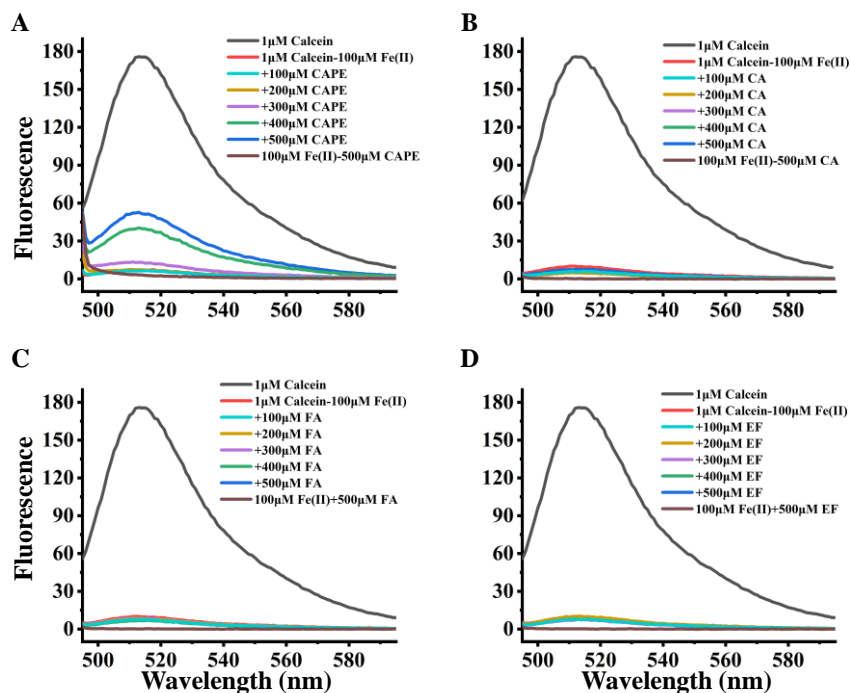 A
Fluorescence
180
150
120
90
60
30
0
500 520 540 560 580
1μM Calcein
1μM Calcein-100μM Fe(II)
+100μM CAPE
+200μM CAPE
+300μM CAPE
+400μM CAPE
+500μM CAPE
100μM Fe(II)-500μM CAPE
B
180
150
120
90
60
30
0
500 520 540 560 580
1μM Calcein
1μM Calcein-100μM Fe(II)
+100μM CA
+200μM CA
+300μM CA
+400μM CA
+500μM CA
100μM Fe(II)-500μM CA
C
Fluorescence
180
150
120
90
60
30
0
500 520 540 560 580
Wavelength (nm)
1μM Calcein
1μM Calcein-100μM Fe(II)
+100μM FA
+200μM FA
+300μM FA
+400μM FA
+500μM FA
100μM Fe(II)+500μM FA
D
180
150
120
90
60
30
0
500 520 540 560 580
Wavelength (nm)
1μM Calcein
1μM Calcein-100μM Fe(II)
+100μM EF
+200μM EF
+300μM EF
+400μM EF
+500μM EF
100μM Fe(II)+500μM EF